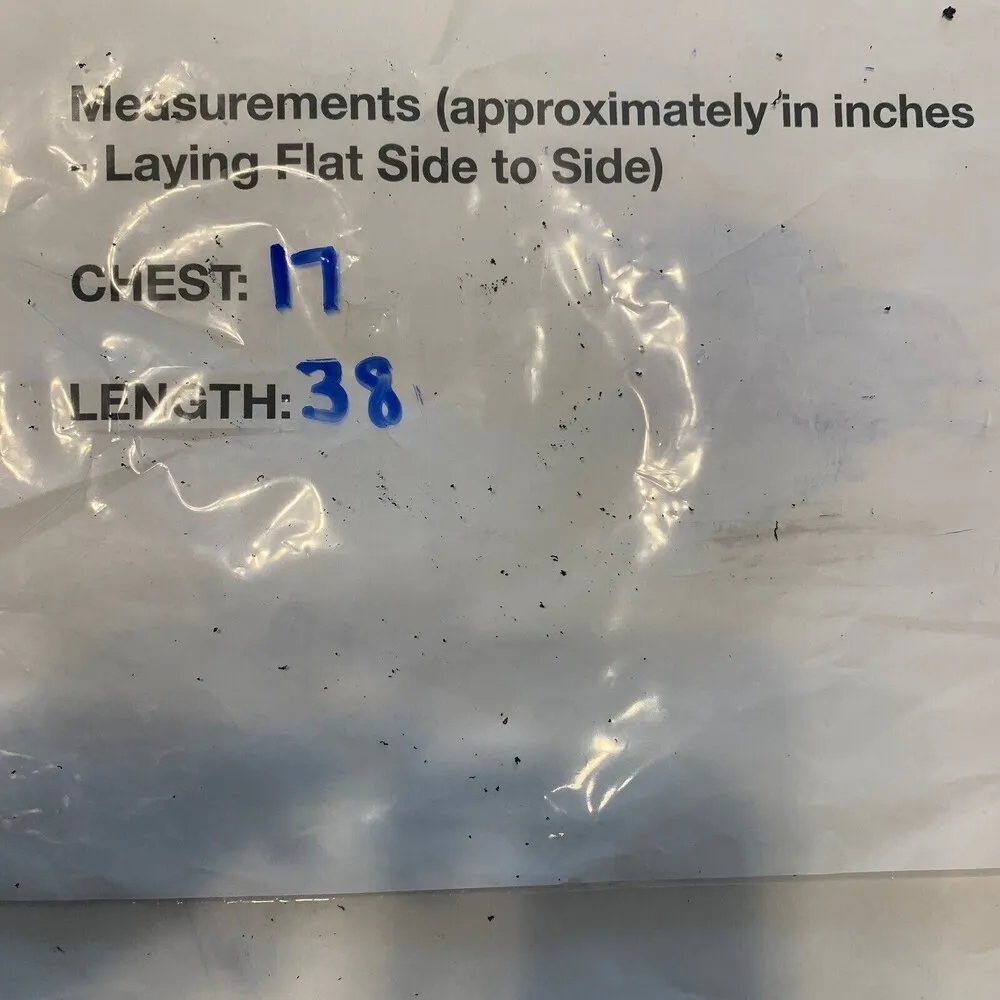 Measurements (approximately in inches
- Laying Flat Side to Side)
CHEST: 17
LENGTH: 38